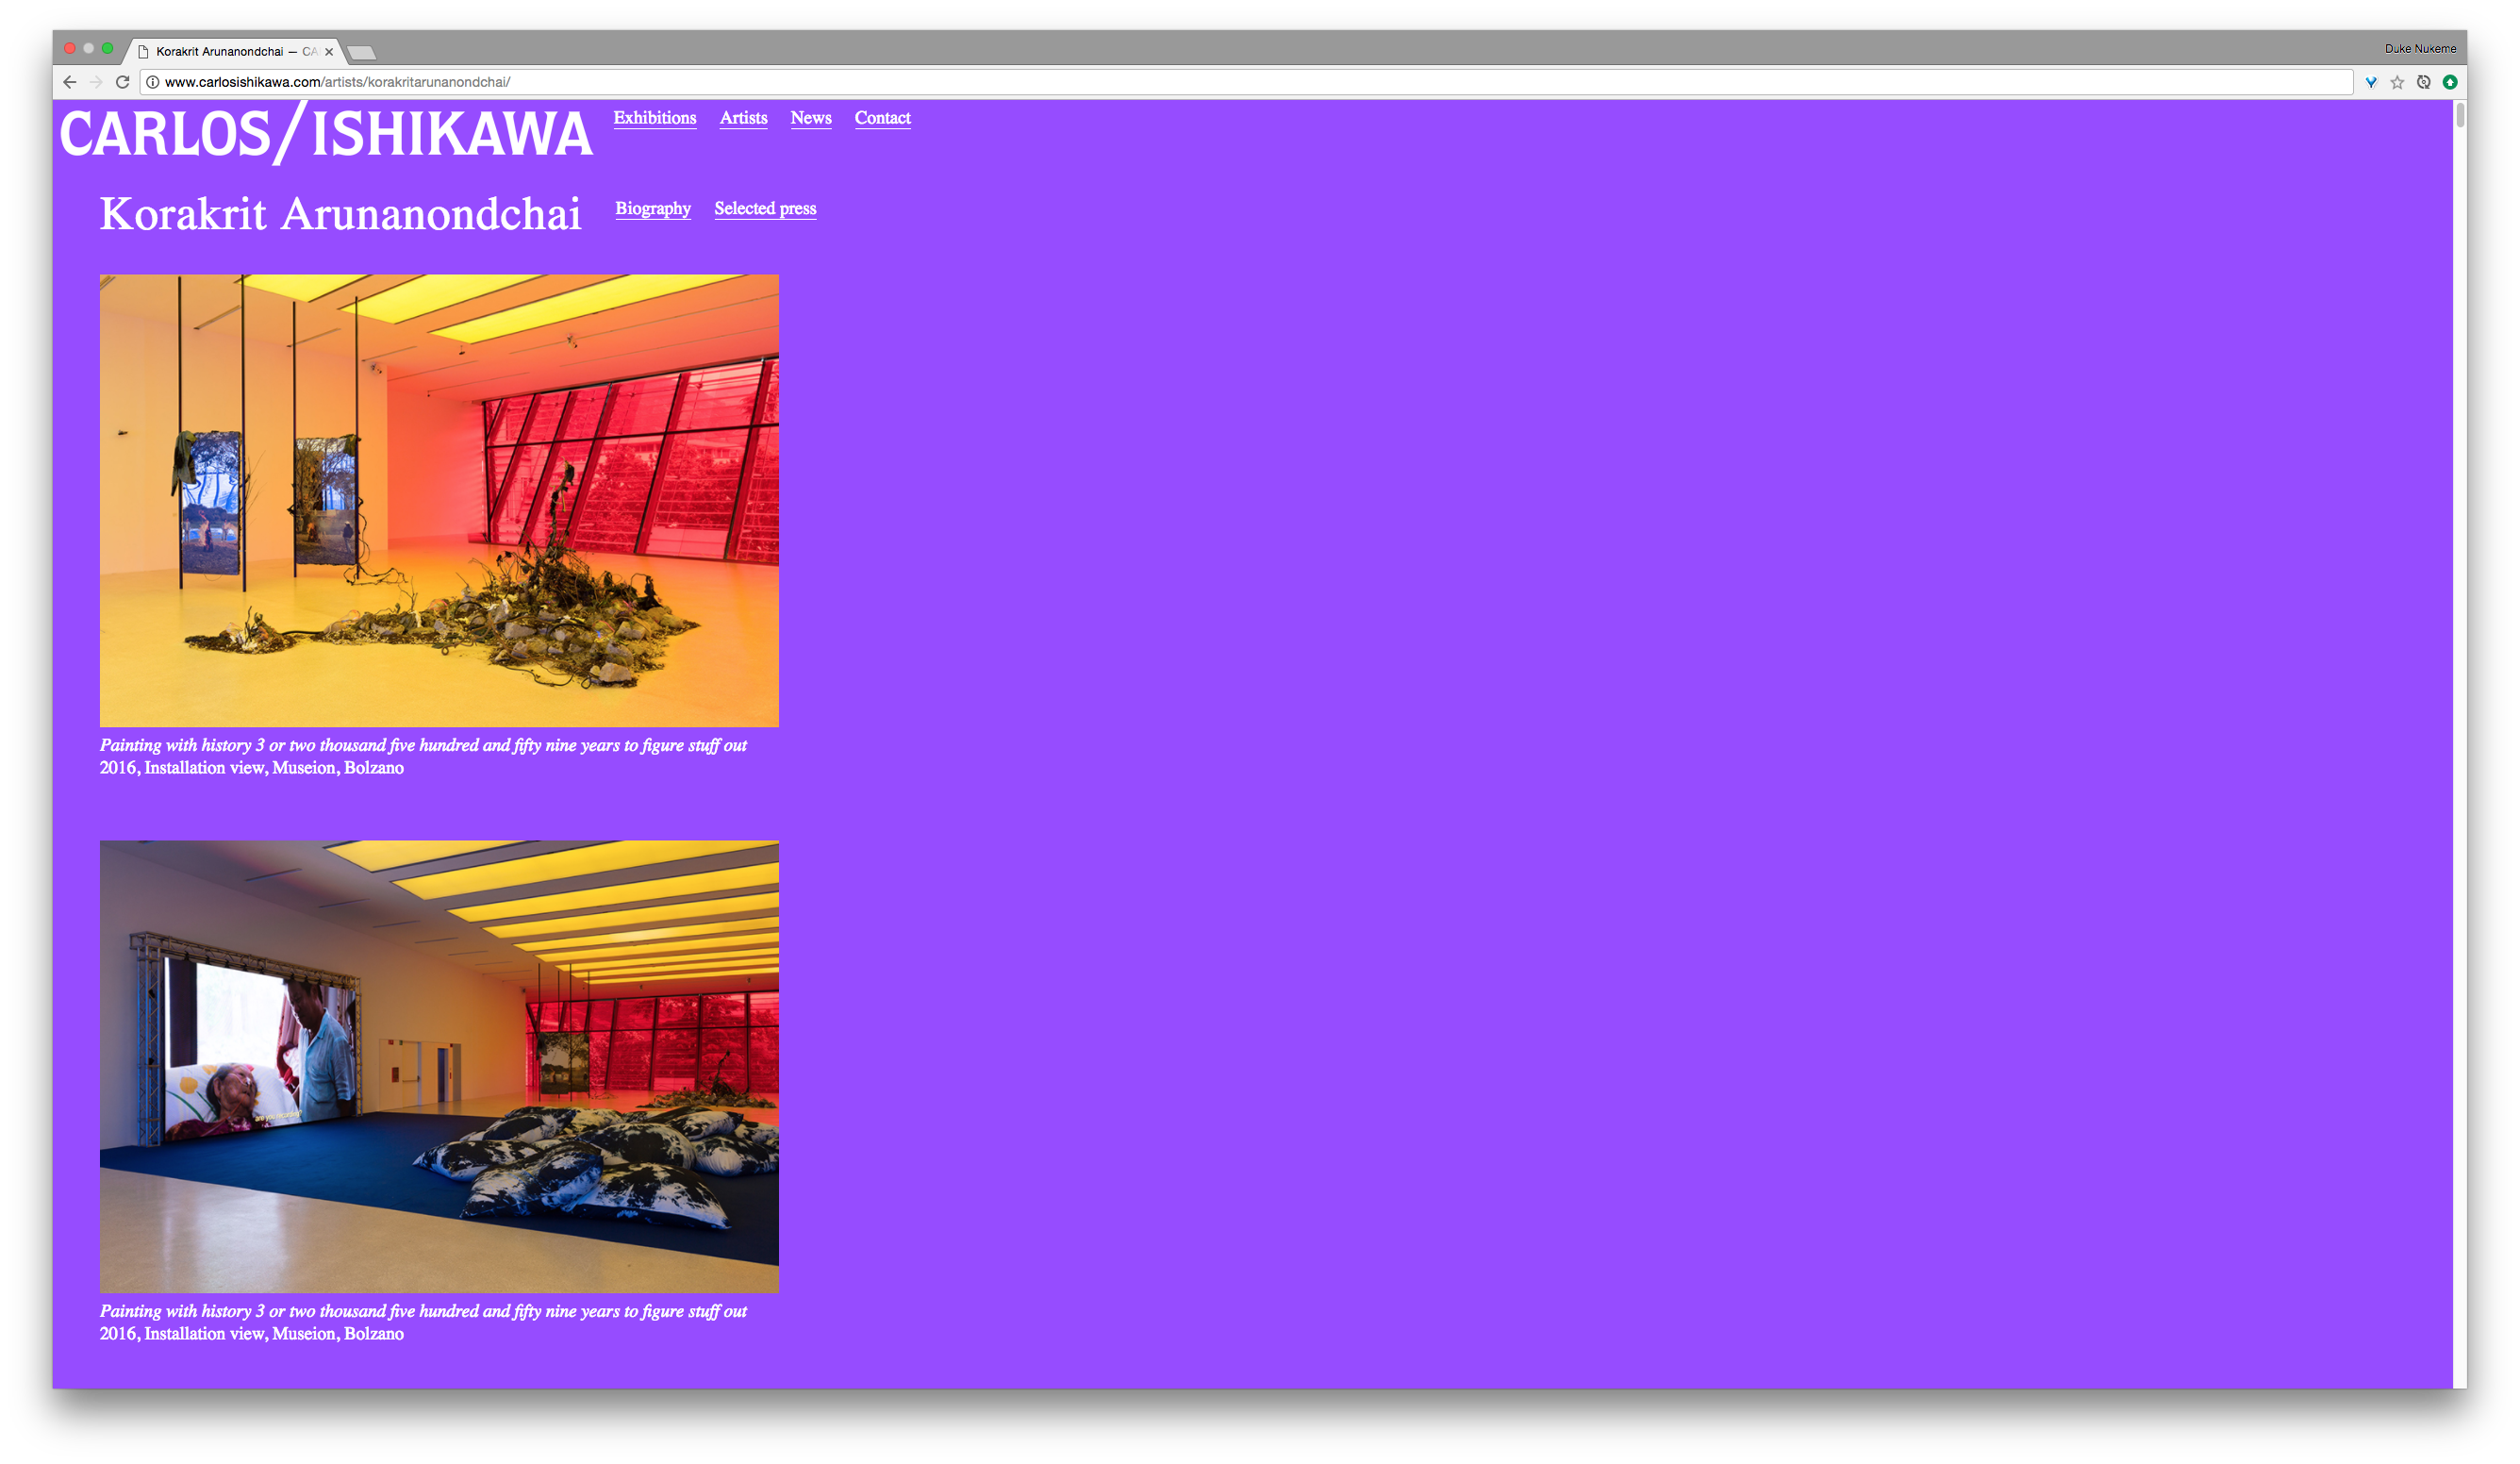 Korakrit Arunanondchai — CA
Duke Nukeme
www.carlosishikawa.com/artists/korakritarunanondchai/
CARLOS/ISHIKAWA
Exhibitions Artists News Contact
Korakrit Arunanondchai
Biography Selected press
Painting with history 3 or two thousand five hundred and fifty nine years to figure stuff out
2016, Installation view, Museion, Bolzano
are you recording?
Painting with history 3 or two thousand five hundred and fifty nine years to figure stuff out
2016, Installation view, Museion, Bolzano